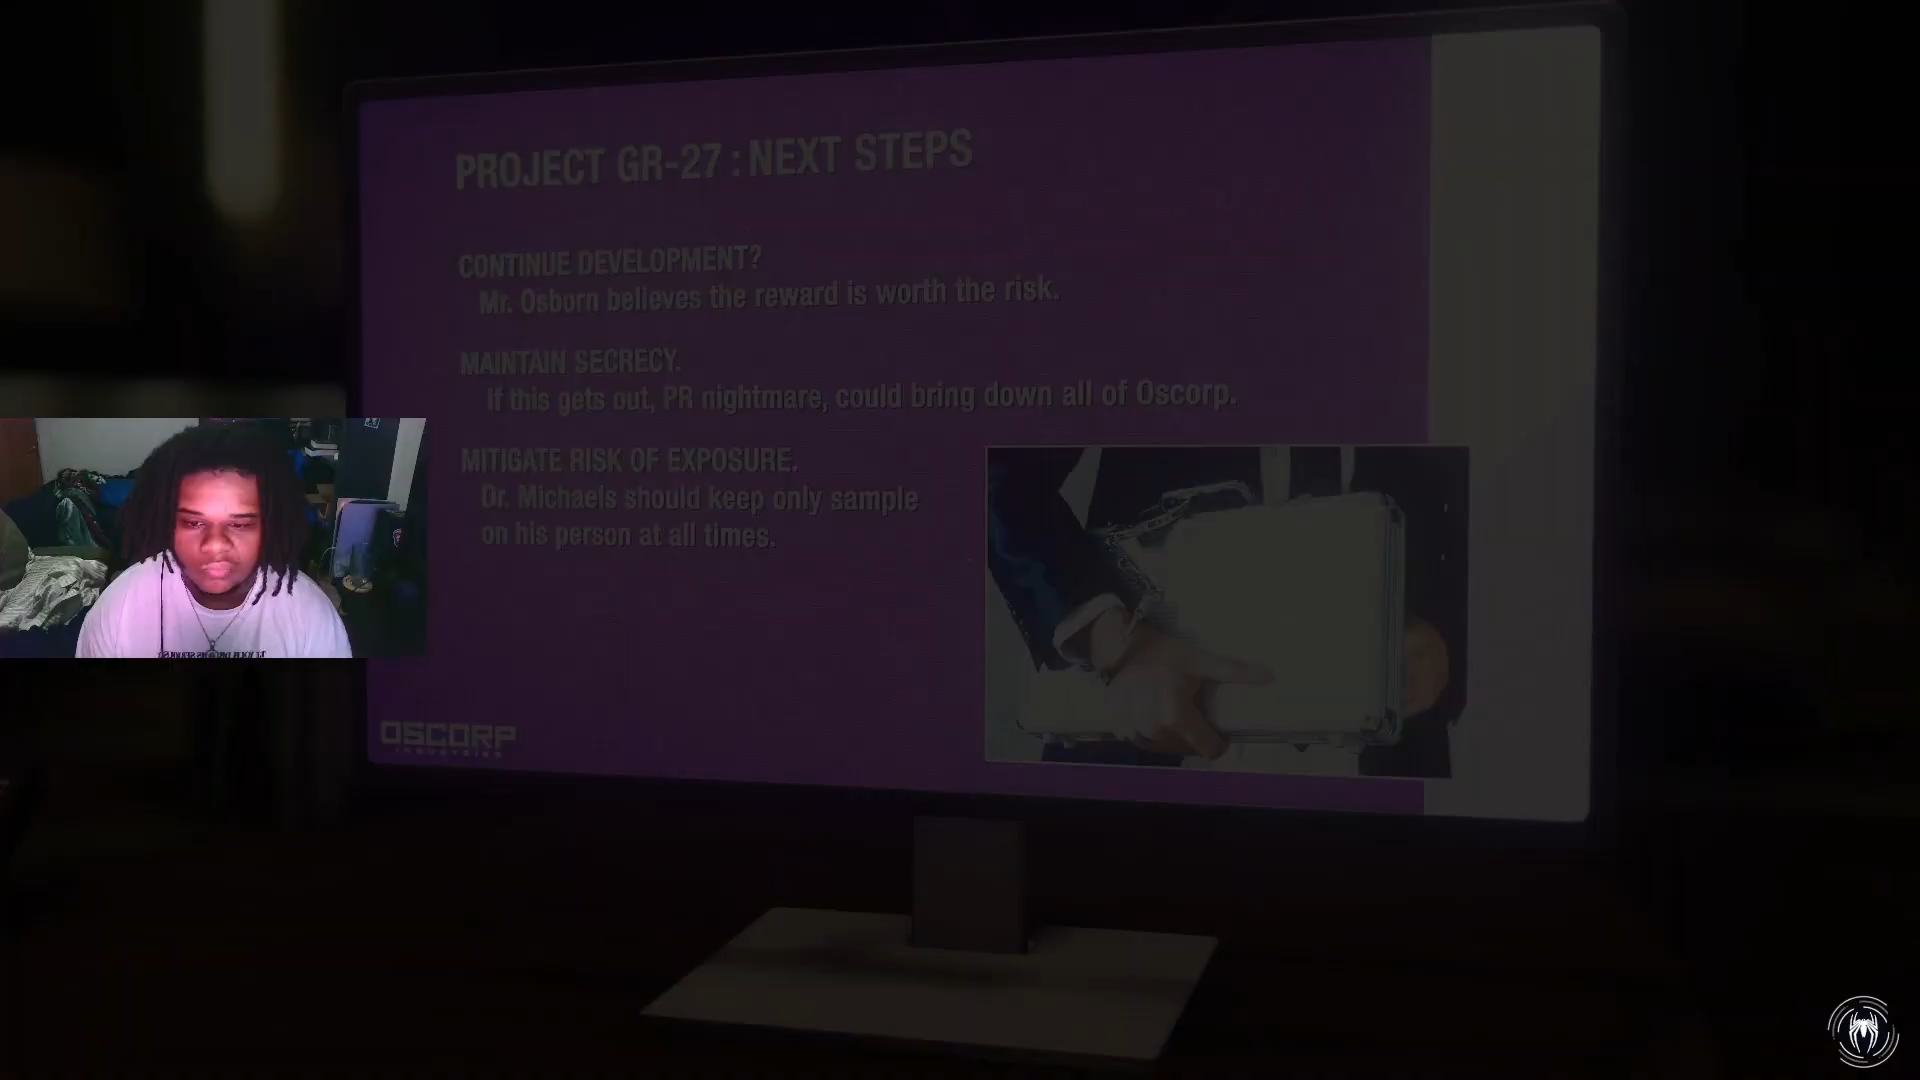 PROJECT GR-27 : NEXT STEPS
CONTINUE DEVELOPMENT?
Mr. Osborn believes the reward is worth the risk.
MAINTAIN SECRECY.
If this gets out, PR nightmare, could bring down all of Oscorp.
MITIGATE RISK OF EXPOSURE.
Dr. Michaels should keep only sample
on his person at all times.
OSCORP
INDUSTRIES